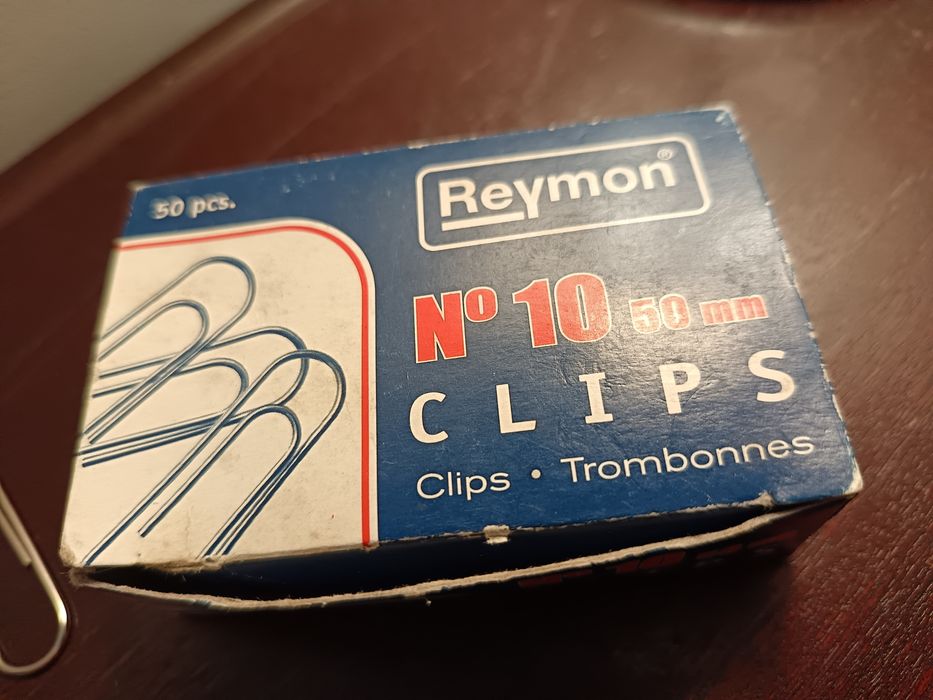 50 pcs.
Reymon®
Nº 10 50 mm
CLIPS
Clips • Trombonnes